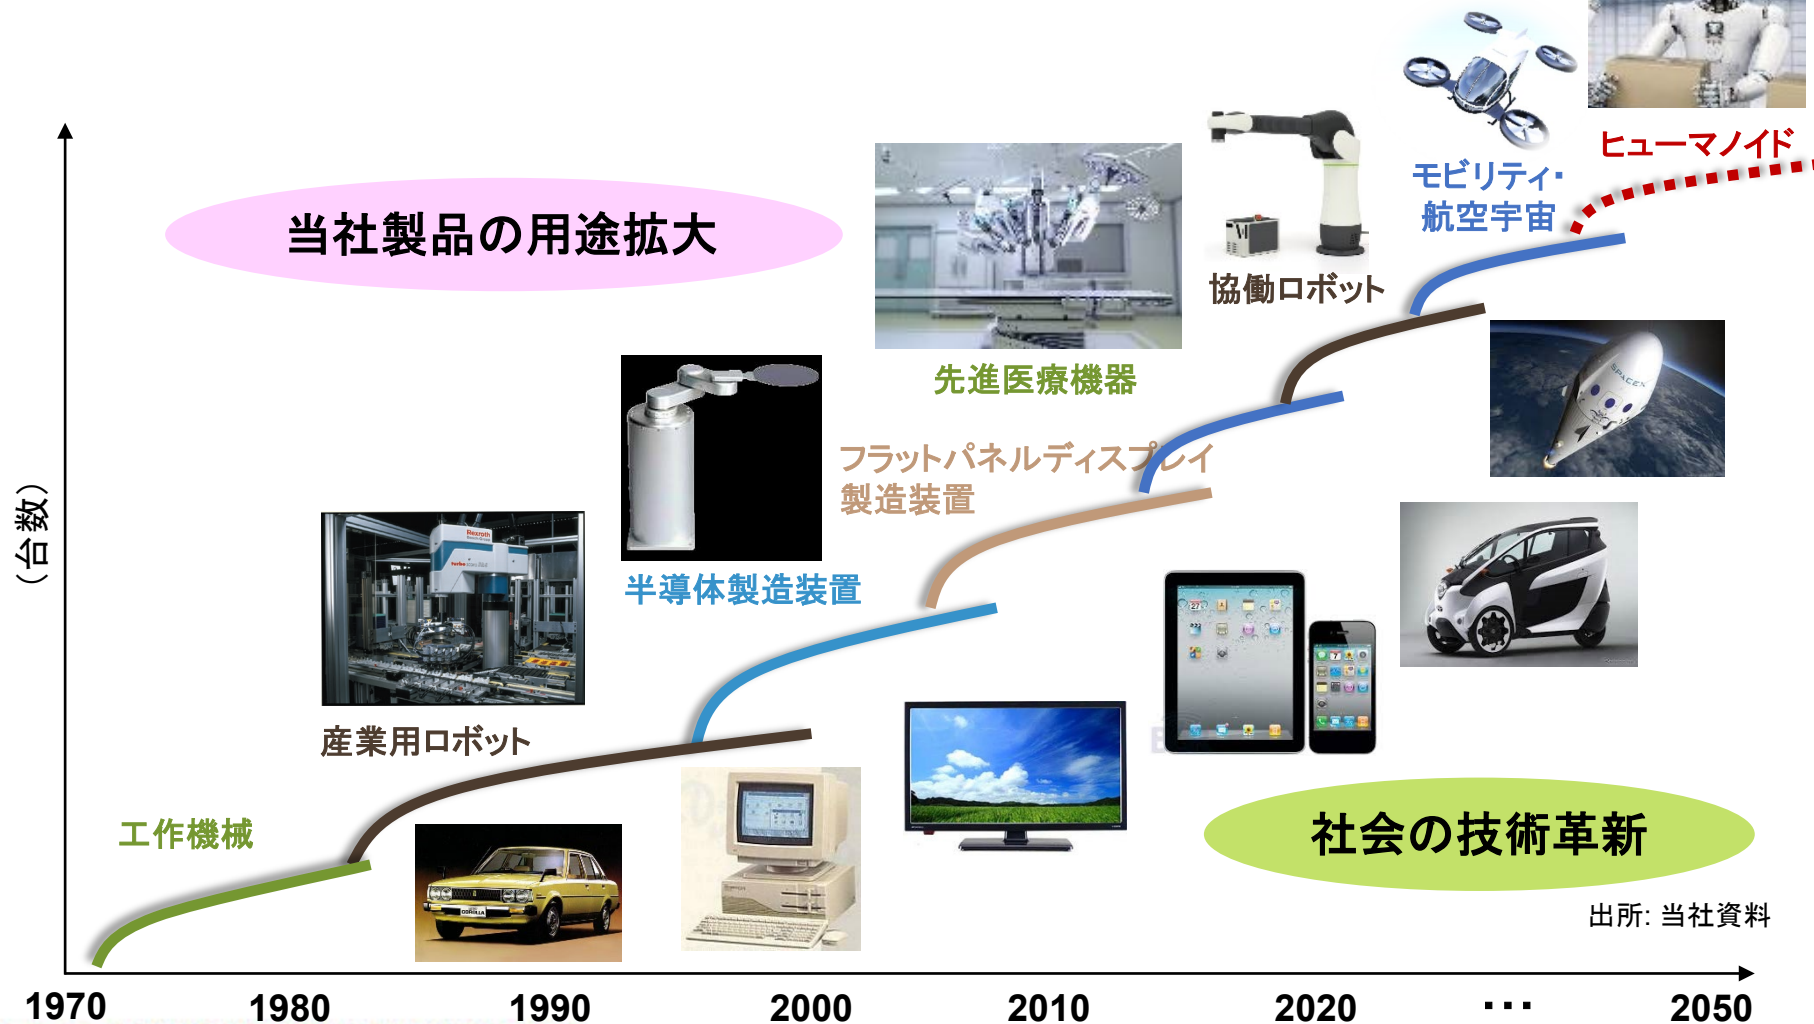 ヒューマノイド
モビリティ・
航空宇宙
当社製品の用途拡大
協働ロボット
先進医療機器
SPACEX
フラットパネルディスプレイ
製造装置
(台数)
Rexroth
半導体製造装置
産業用ロボット
工作機械
社会の技術革新
COROLLA
出所: 当社資料
1970
1980
1990
2000
2010
2020
･･･
2050